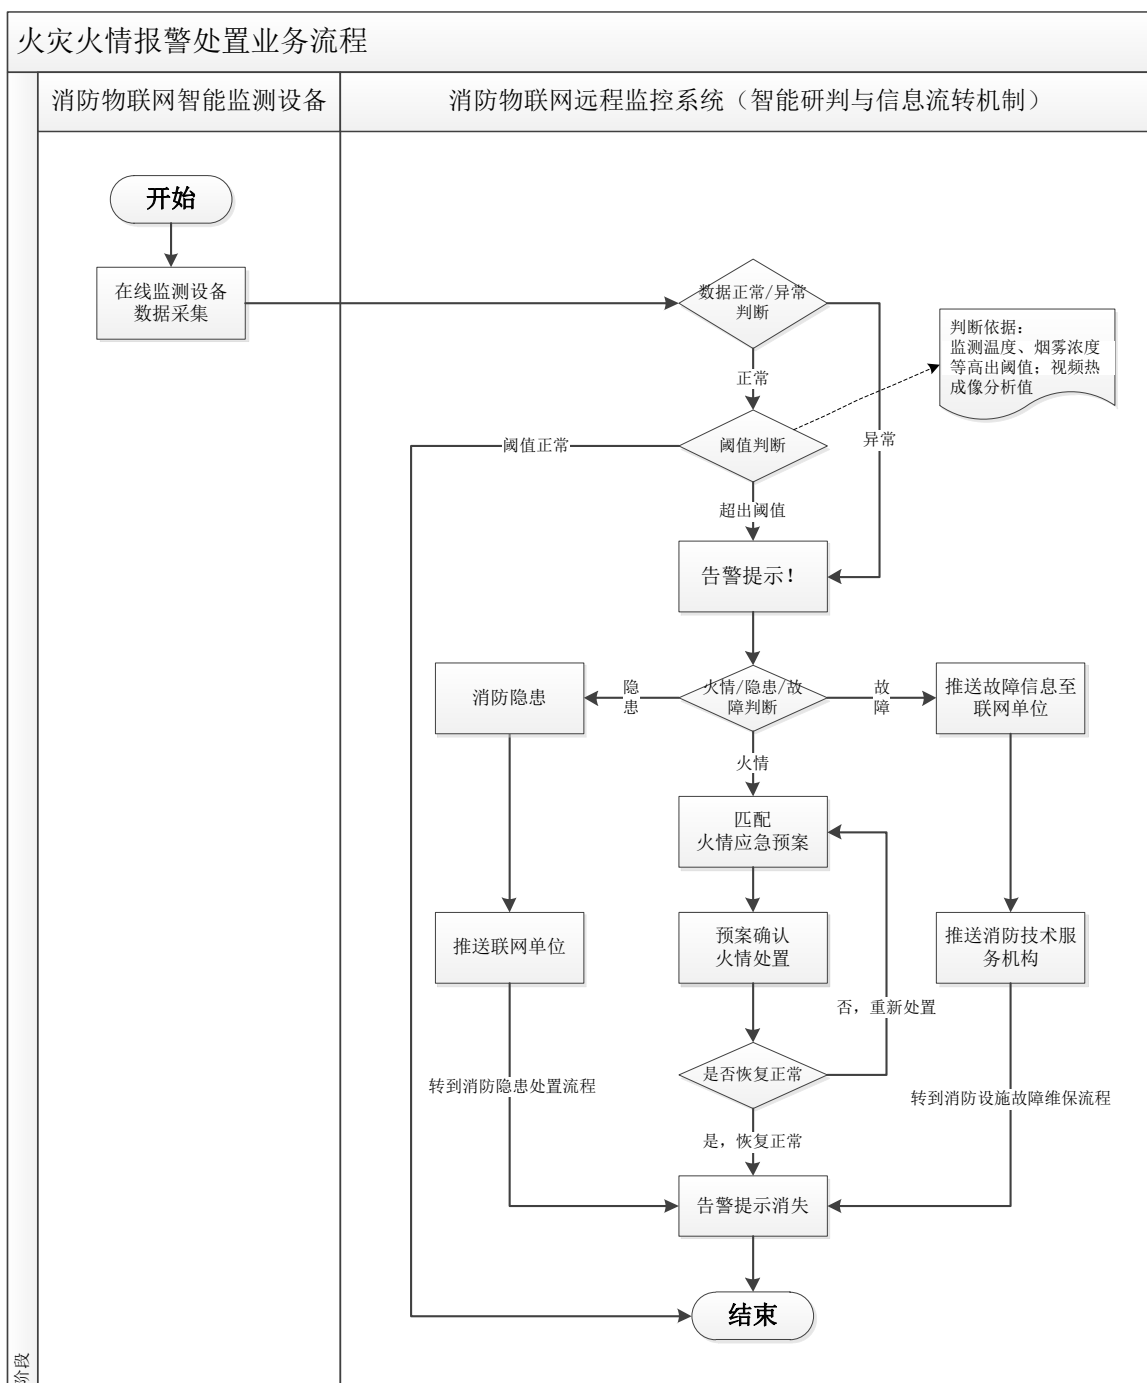 火灾火情报警处置业务流程
消防物联网智能监测设备
消防物联网远程监控系统（智能研判与信息流转机制）
开始
在线监测设备
数据采集
数据正常/异常
判断
判断依据：
监测温度、烟雾浓度
等高出阈值；视频热
成像分析值
正常
阈值正常
阈值判断
异常
超出阈值
告警提示！
消防隐患
隐
患
火情/隐患/故
障判断
故
障
推送故障信息至
联网单位
火情
匹配
火情应急预案
推送联网单位
预案确认
火情处置
推送消防技术服
务机构
否，重新处置
是否恢复正常
转到消防隐患处置流程
转到消防设施故障维保流程
是，恢复正常
告警提示消失
结束
阶段